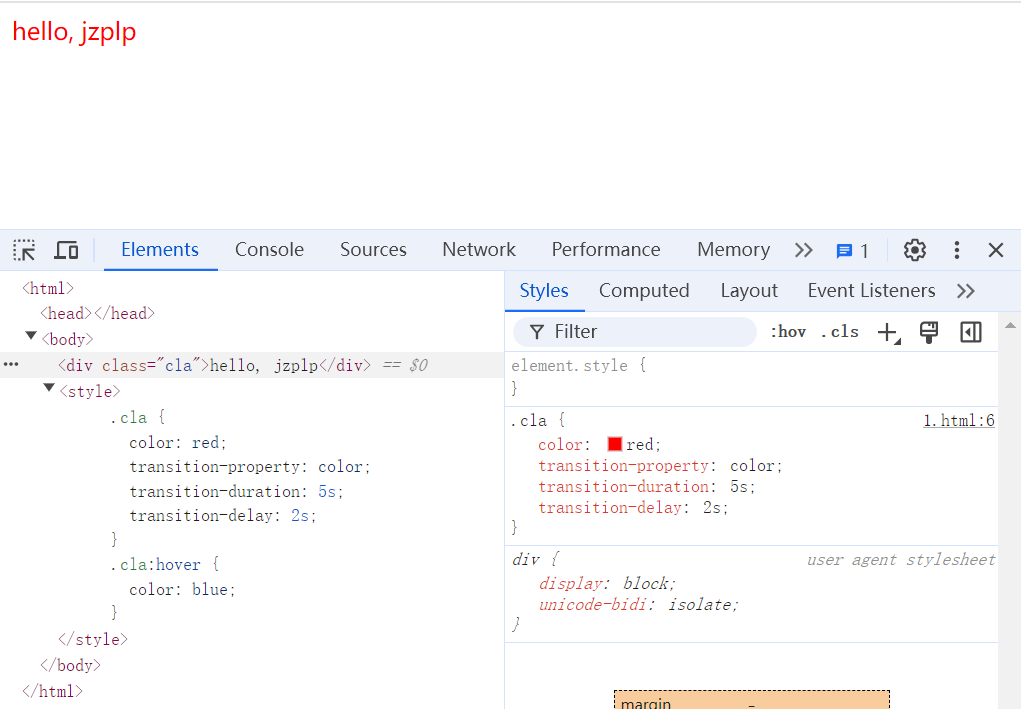 hello, jzplp
Elements Console Sources Network Performance Memory 1
<html>
<head></head>
<body>
<div class="cla">hello, jzplp</div> == $0
<style>
.cla {
color: red;
transition-property: color;
transition-duration: 5s;
transition-delay: 2s;
}
.cla:hover {
color: blue;
}
</style>
</body>
</html>
Styles Computed Layout Event Listeners
Filter :hov .cls
element.style {
}
.cla { 1.html:6
color: red;
transition-property: color;
transition-duration: 5s;
transition-delay: 2s;
}
div { user agent stylesheet
display: block;
unicode-bidi: isolate;
}
margin -